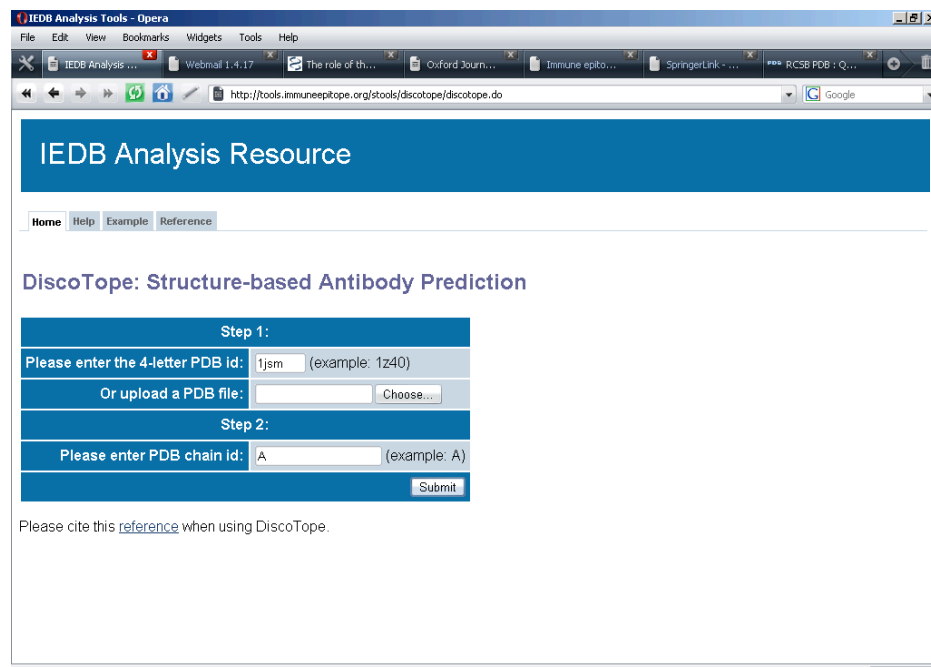 IEDB Analysis Tools - Opera
File Edit View Bookmarks Widgets Tools Help
IEDB Analysis ... Webmail 1.4.17 The role of th... Oxford Journ... Immune epito... SpringerLink - ... PDB RCSB PDB : Q...
http://tools.immuneepitope.org/stools/discotope/discotope.do G Google
IEDB Analysis Resource
Home Help Example Reference
DiscoTope: Structure-based Antibody Prediction
Step 1:
Please enter the 4-letter PDB id: 1jsm (example: 1z40)
Or upload a PDB file: Choose...
Step 2:
Please enter PDB chain id: A (example: A)
Submit
Please cite this reference when using DiscoTope.